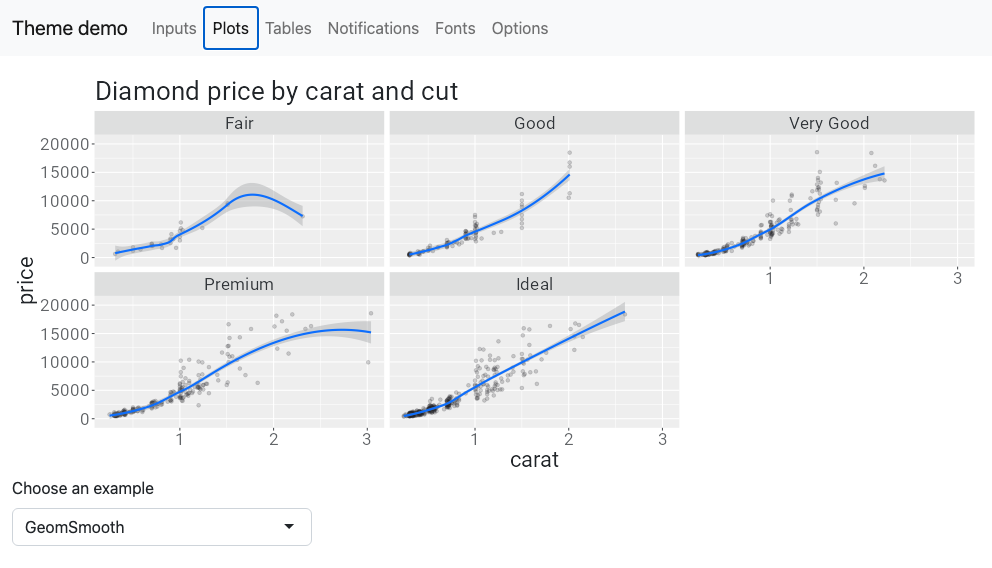 Theme demo Inputs Plots Tables Notifications Fonts Options
Diamond price by carat and cut
Fair Good Very Good
20000
15000
10000
5000
0
1 2 3
price
Premium Ideal
20000
15000
10000
5000
0
1 2 3 1 2 3
carat
Choose an example
GeomSmooth